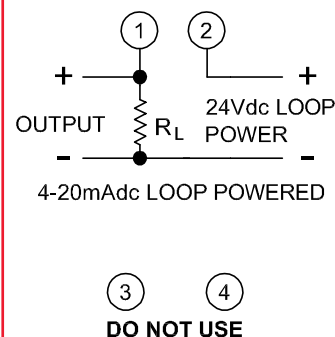 1 2
+ +
OUTPUT RL 24Vdc LOOP
POWER
- -
4-20mAdc LOOP POWERED
3 4
DO NOT USE